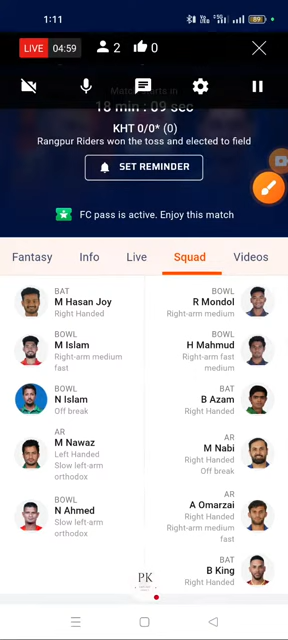 1:11
89
LIVE 04:59 2 0
Match starts in
18 min : 09 sec
KHT 0/0* (0)
Rangpur Riders won the toss and elected to field
SET REMINDER
FC pass is active. Enjoy this match
Fantasy Info Live Squad Videos
BAT
M Hasan Joy
Right Handed
BOWL
R Mondol
Right-arm medium
BOWL
M Islam
Right-arm medium
fast
BOWL
H Mahmud
Right-arm fast
medium
BOWL
N Islam
Off break
BAT
B Azam
Right Handed
AR
M Nawaz
Left Handed
Slow left-arm
orthodox
AR
M Nabi
Right Handed
Off break
BOWL
N Ahmed
Slow left-arm
orthodox
AR
A Omarzai
Right Handed
Right-arm medium
fast
BAT
B King
Right Handed
PK